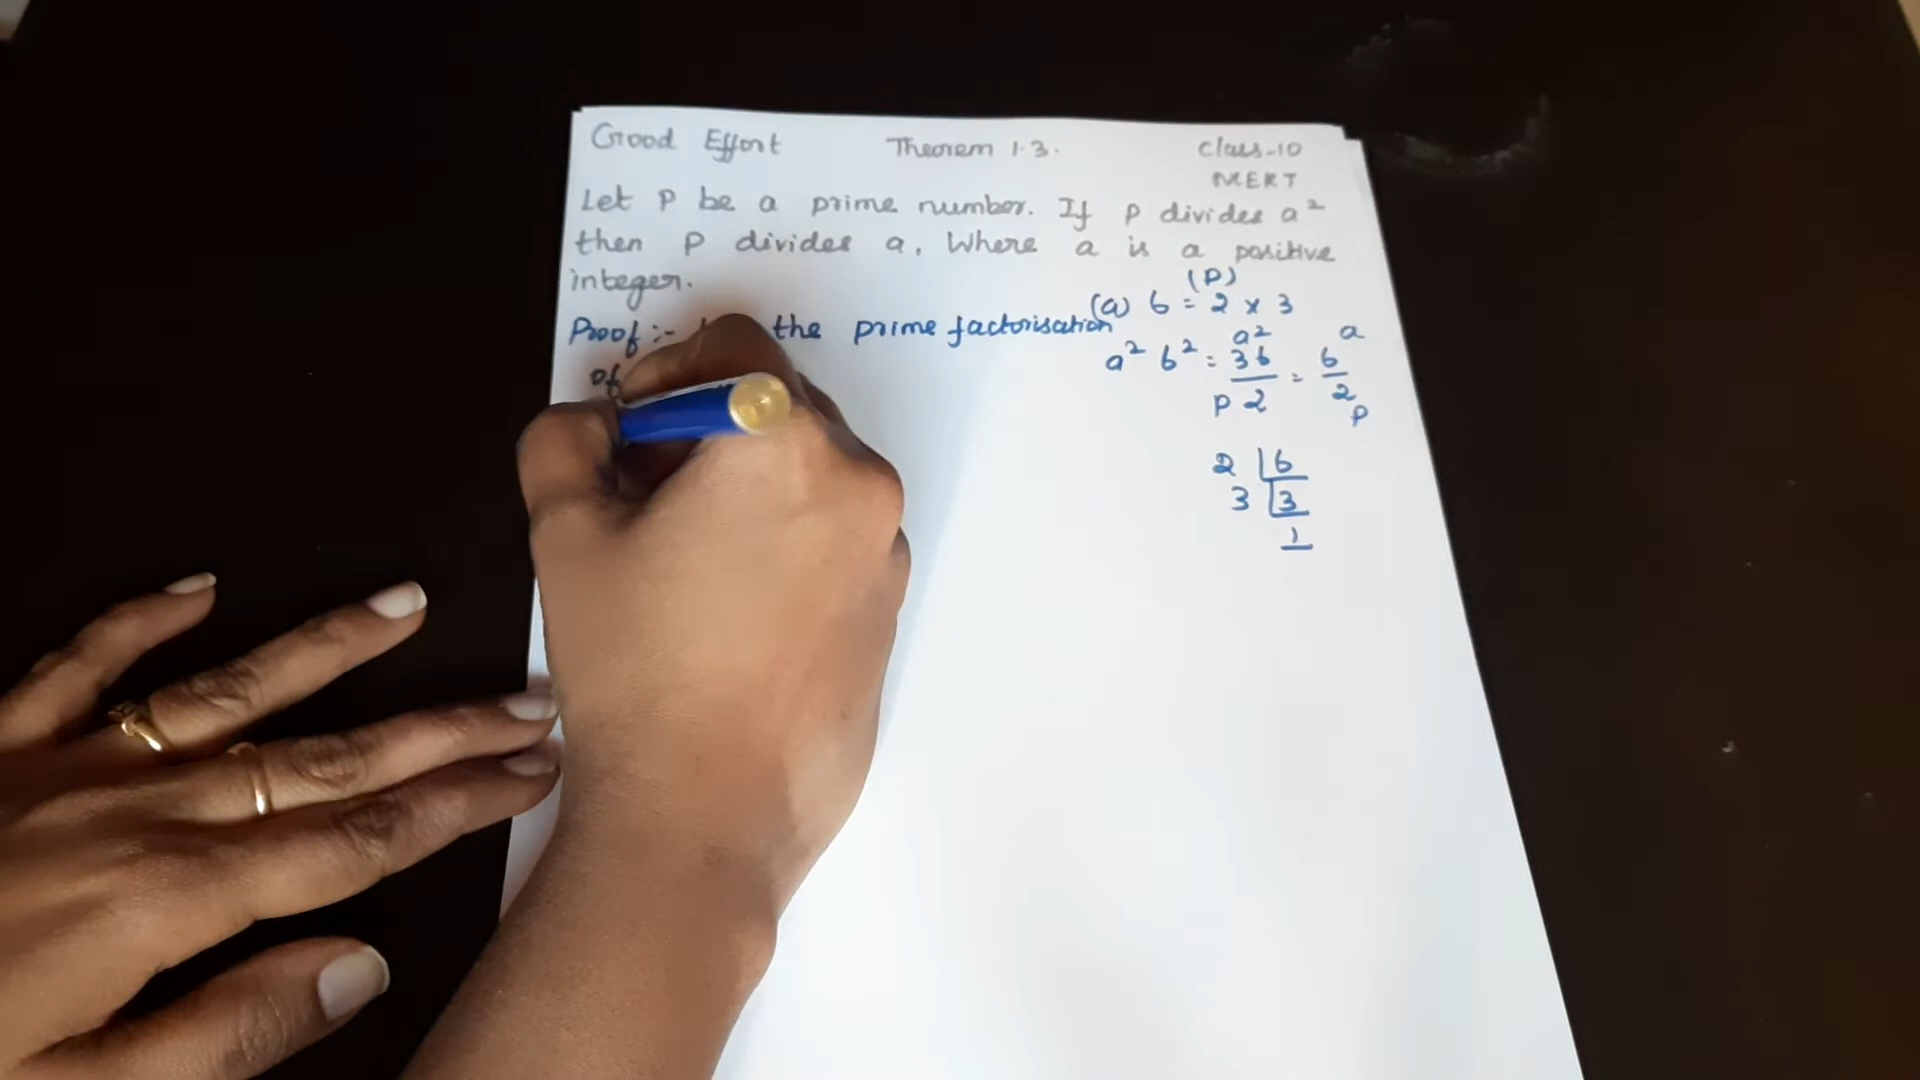 Good Effort Theorem 1.3. Class-10
NCERT
Let P be a prime number. If P divides a²
then P divides a, Where a is a positive
integer.
(P)
(a) 6 = 2 × 3
Proof :- the prime factorisation
a² 6² = 36/2 = 6/2
a² a
P P
of
2 | 6
3 | 3
1